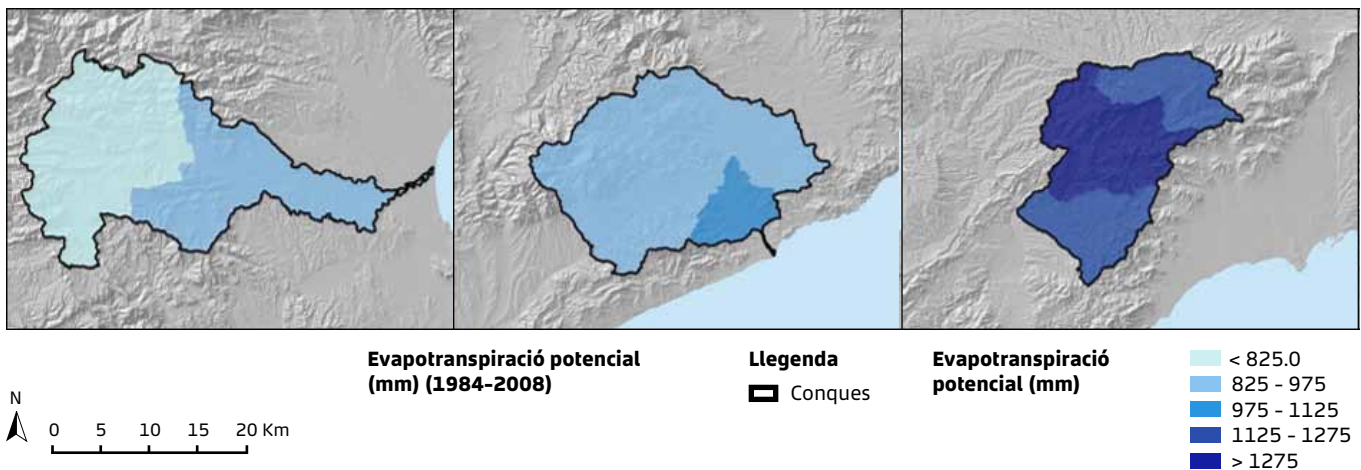 Evapotranspiració potencial
(mm) (1984–2008)
Llegenda
Conques
Evapotranspiració
potencial (mm)
< 825.0
825 - 975
975 - 1125
1125 - 1275
> 1275
N
0 5 10 15 20 Km